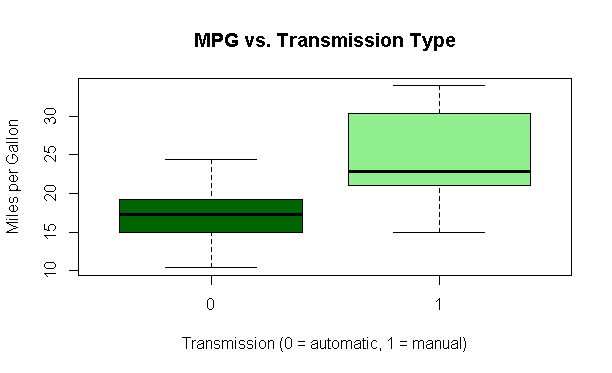 MPG vs. Transmission Type
Miles per Gallon
30
25
20
15
10
0
1
Transmission (0 = automatic, 1 = manual)